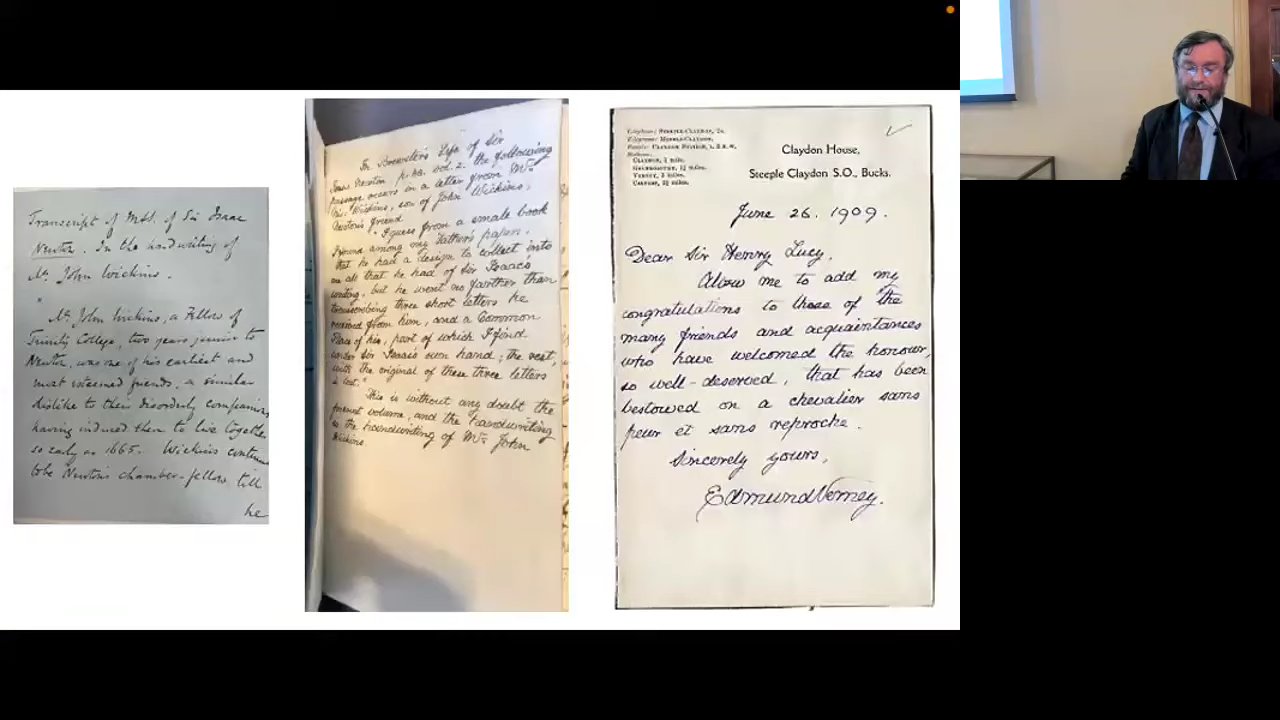 Transcript of MSS. of Sir Isaac
Newton. In the handwriting of
Mr. John Wickins.
"
Mr. John Wickins, a Fellow of
Trinity College, two years junior to
Newton, was one of his earliest and
most esteemed friends, a similar
dislike to their disorderly companions
having induced them to live together
so early as 1665. Wickins continued
to be Newton's chamber-fellow till
he
In Brewster's Life of Sir
Isaac Newton, p. vol. 2. the following
passage occurs in a letter from Mr.
Wickins, son of John Wickins,
Newton's friend.
"I guess from a small book
I found among my father's papers,
that he had a design to collect into
on all that he had of Sir Isaac's
writing, but he went no farther than
transcribing three short letters he
received from him, and a Common
Place of his, part of which I find
under Sir Isaac's own hand; the rest,
with the original of these three letters
is lost."
This is without any doubt the
present volume, and the handwriting
is the handwriting of Mr. John
Wickins.
Claydon House,
Steeple Claydon S.O., Bucks.
June 26. 1909.
Dear Sir Henry Lucy,
Allow me to add my
congratulations to those of the
many friends and acquaintances
who have welcomed the honour,
so well-deserved, that has been
bestowed on a chevalier sans
peur et sans reproche.
Sincerely yours,
Edmund Verney.